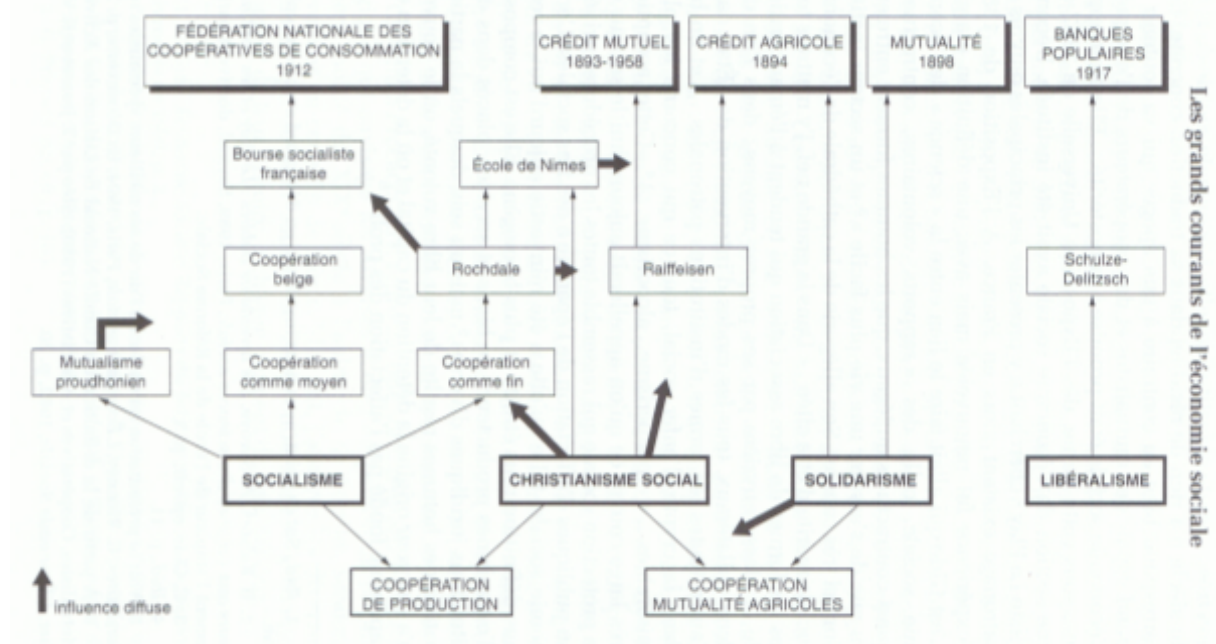 FÉDÉRATION NATIONALE DES
COOPÉRATIVES DE CONSOMMATION
1912
CRÉDIT MUTUEL
1893-1958
CRÉDIT AGRICOLE
1894
MUTUALITÉ
1898
BANQUES
POPULAIRES
1917
Les grands courants de l'économie sociale
Bourse socialiste
française
École de Nimes
Coopération
belge
Rochdale
Raiffeisen
Schulze-
Delitzsch
Mutualisme
proudhonien
Coopération
comme moyen
Coopération
comme fin
SOCIALISME
CHRISTIANISME SOCIAL
SOLIDARISME
LIBÉRALISME
COOPÉRATION
DE PRODUCTION
COOPÉRATION
MUTUALITÉ AGRICOLES
influence diffuse